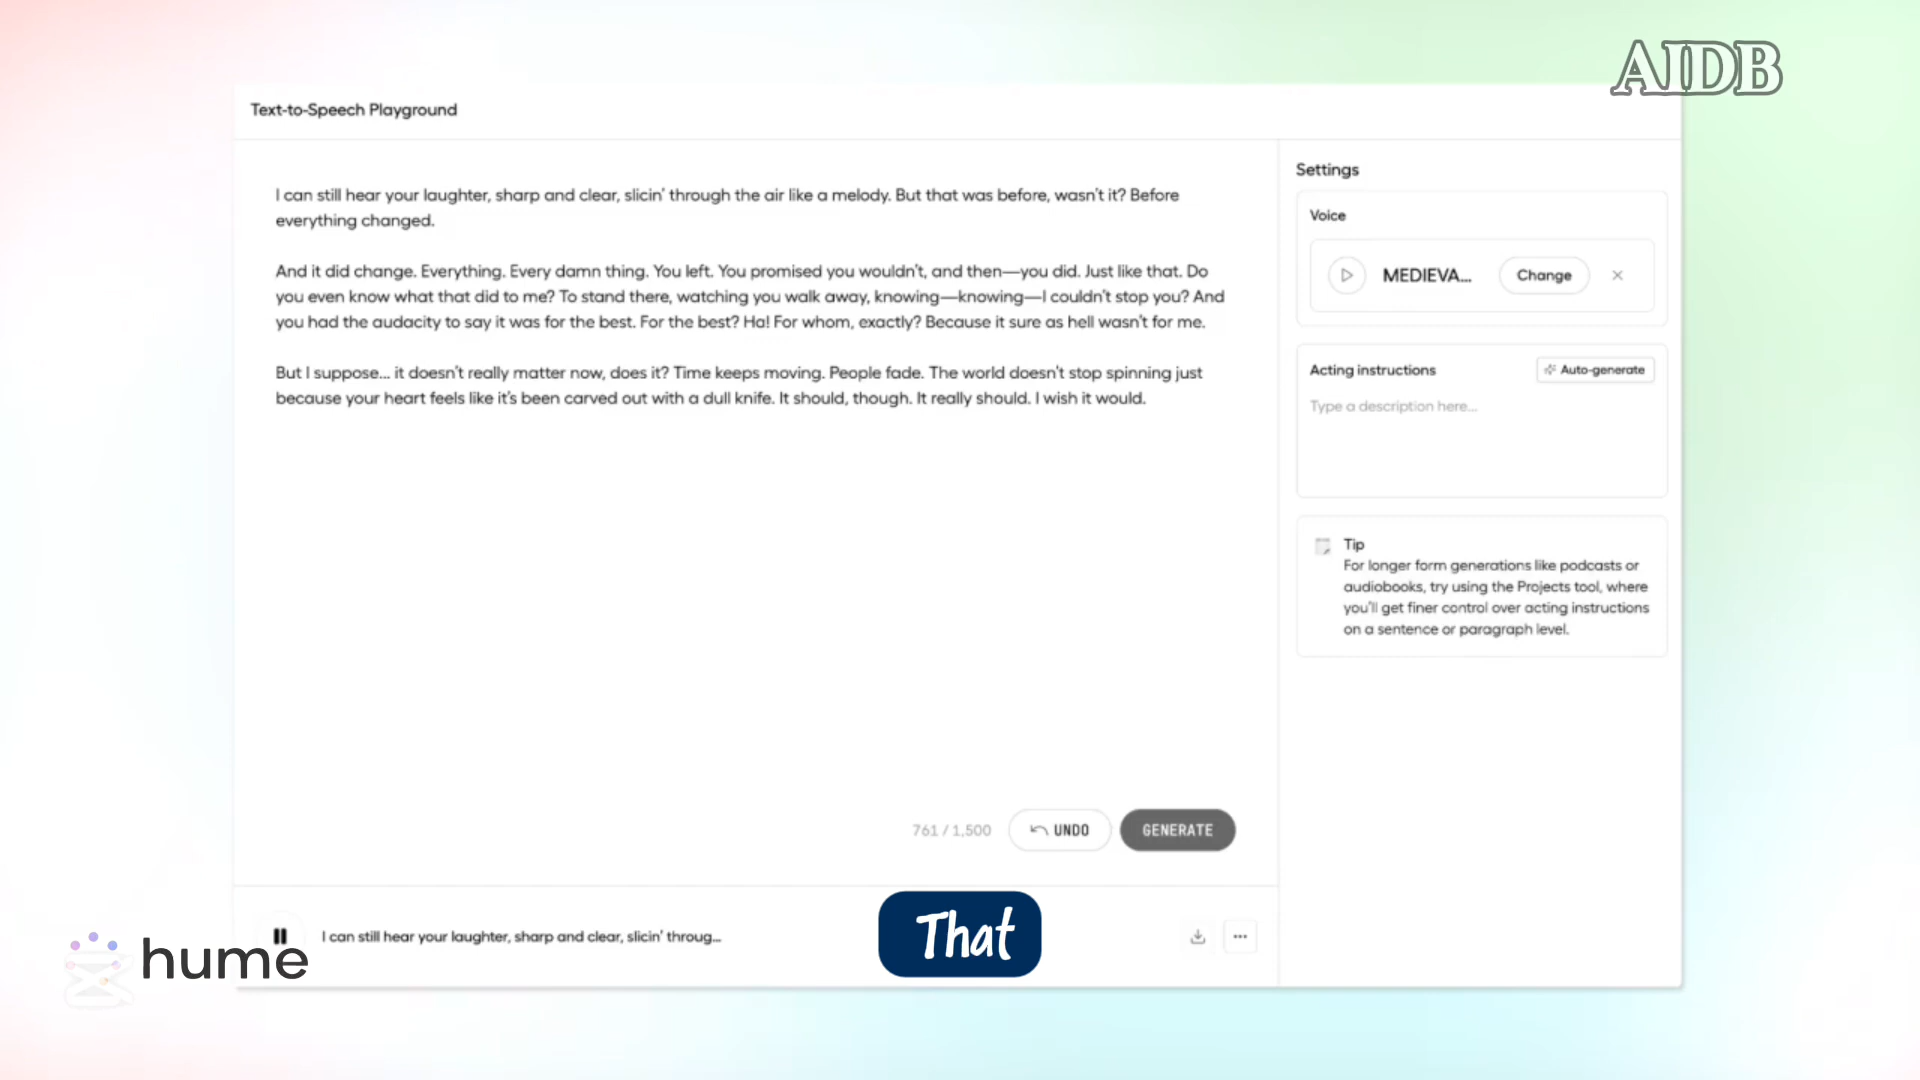 AIDB
Text-to-Speech Playground
I can still hear your laughter, sharp and clear, slicin' through the air like a melody. But that was before, wasn't it? Before
everything changed.
And it did change. Everything. Every damn thing. You left. You promised you wouldn't, and then—you did. Just like that. Do
you even know what that did to me? To stand there, watching you walk away, knowing—knowing—I couldn't stop you? And
you had the audacity to say it was for the best. For the best? Ha! For whom, exactly? Because it sure as hell wasn't for me.
But I suppose... it doesn't really matter now, does it? Time keeps moving. People fade. The world doesn't stop spinning just
because your heart feels like it's been carved out with a dull knife. It should, though. It really should. I wish it would.
761 / 1,500
UNDO
GENERATE
I can still hear your laughter, sharp and clear, slicin' throug...
That
hume
Settings
Voice
MEDIEVA...
Change
Acting instructions
Auto-generate
Type a description here...
Tip
For longer form generations like podcasts or
audiobooks, try using the Projects tool, where
you'll get finer control over acting instructions
on a sentence or paragraph level.